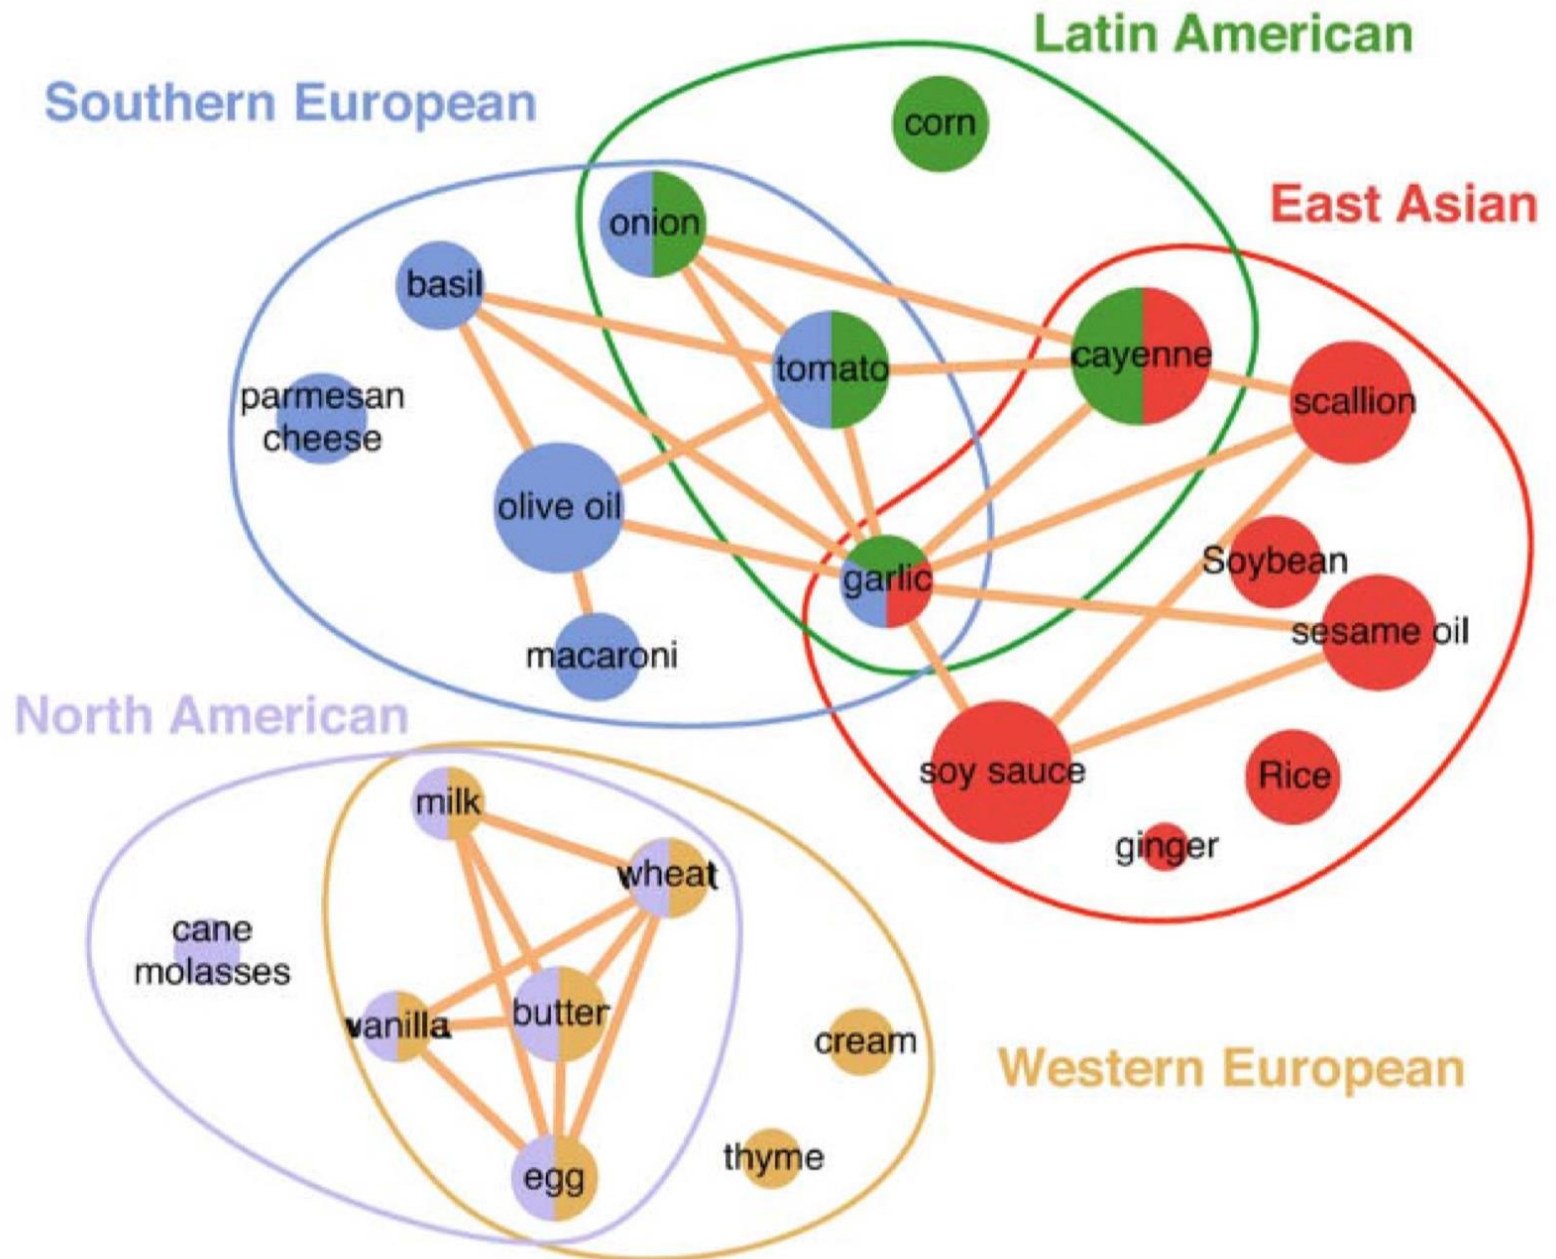 Latin American
Southern European
corn
East Asian
onion
basil
cayenne
tomato
parmesan
cheese
scallion
olive oil
Soybean
garlic
sesame oil
macaroni
North American
soy sauce
Rice
milk
ginger
wheat
cane
molasses
butter
vanilla
cream
Western European
thyme
egg